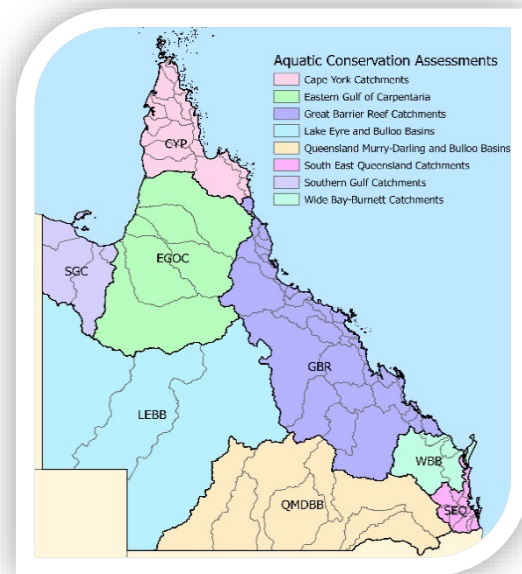 Aquatic Conservation Assessments
Cape York Catchments
Eastern Gulf of Carpentaria
Great Barrier Reef Catchments
Lake Eyre and Bulloo Basins
Queensland Murry-Darling and Bulloo Basins
South East Queensland Catchments
Southern Gulf Catchments
Wide Bay-Burnett Catchments
CYP
EGOC
SGC
GBR
LEBB
WBB
QMDBB
SEQ